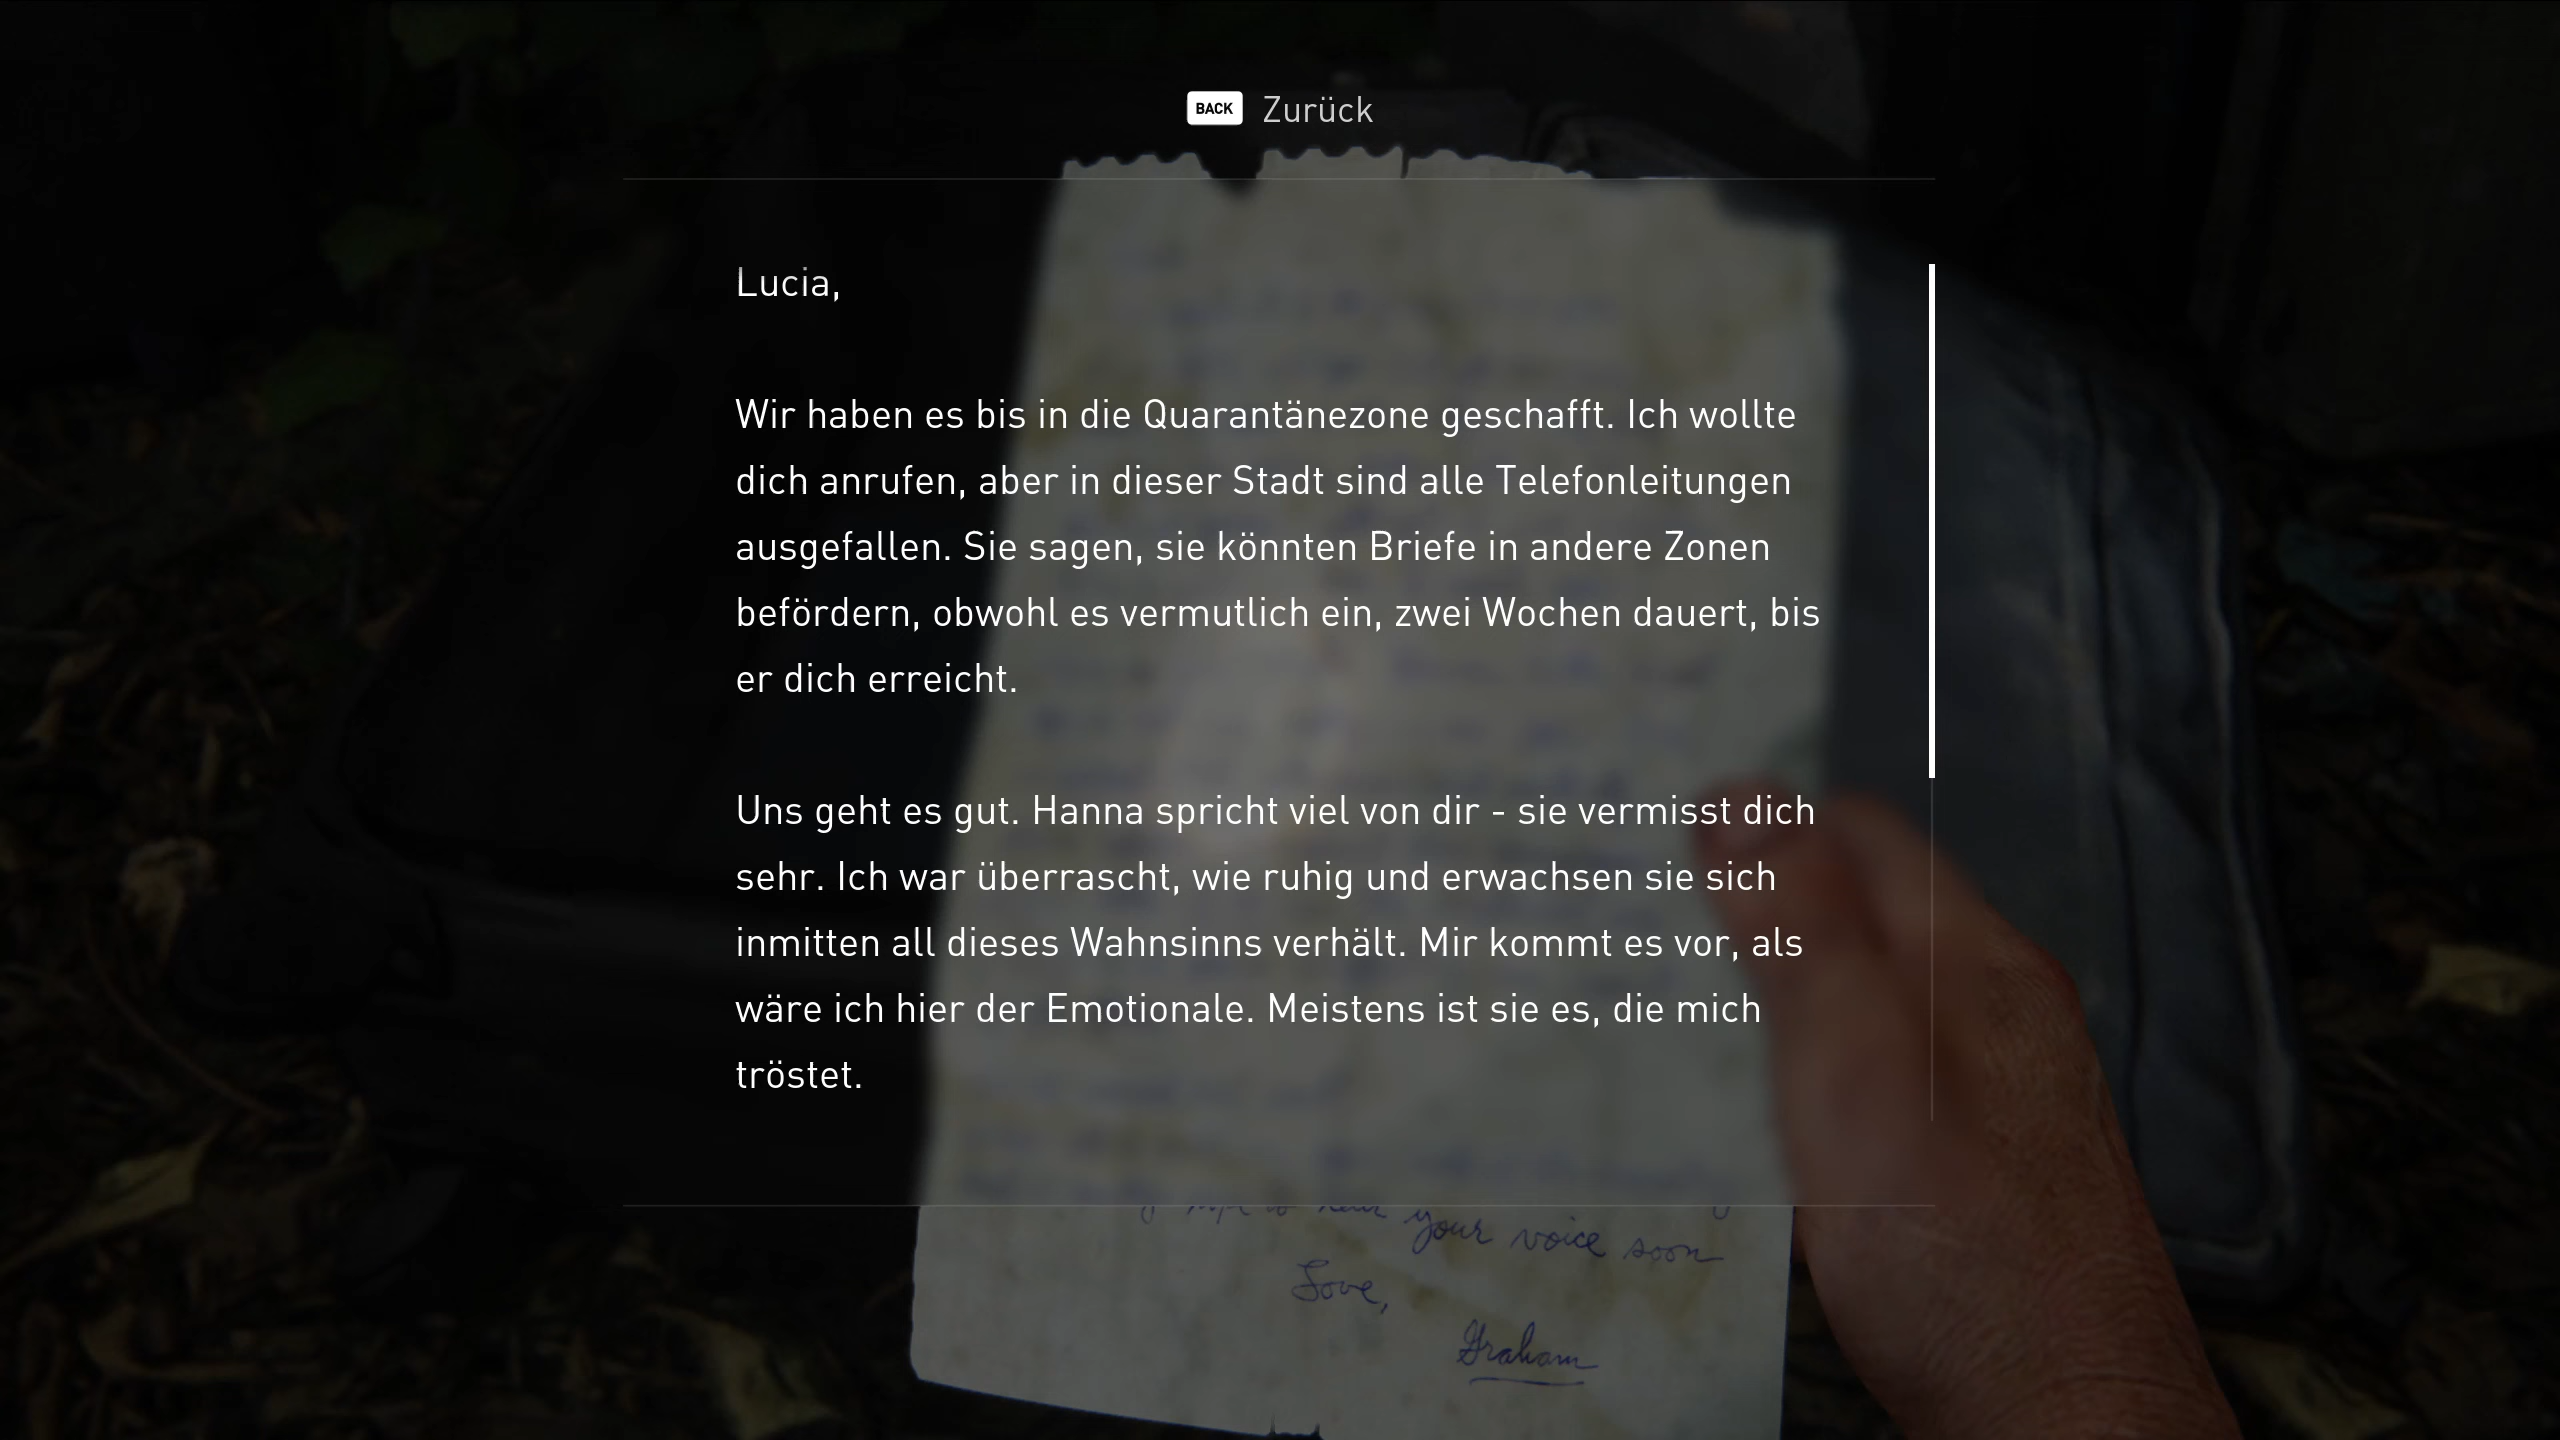 BACK Zurück
Lucia,
Wir haben es bis in die Quarantänezone geschafft. Ich wollte
dich anrufen, aber in dieser Stadt sind alle Telefonleitungen
ausgefallen. Sie sagen, sie könnten Briefe in andere Zonen
befördern, obwohl es vermutlich ein, zwei Wochen dauert, bis
er dich erreicht.
Uns geht es gut. Hanna spricht viel von dir - sie vermisst dich
sehr. Ich war überrascht, wie ruhig und erwachsen sie sich
inmitten all dieses Wahnsinns verhält. Mir kommt es vor, als
wäre ich hier der Emotionale. Meistens ist sie es, die mich
tröstet.
your voice soon
Love,
Graham